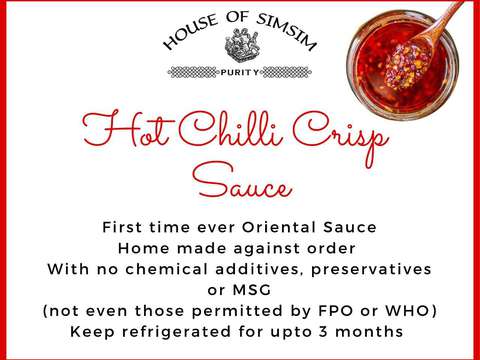 HOUSE OF SIMSIM
PURITY
Hot Chilli Crisp
Sauce
First time ever Oriental Sauce
Home made against order
With no chemical additives, preservatives
or MSG
(not even those permitted by FPO or WHO)
Keep refrigerated for upto 3 months